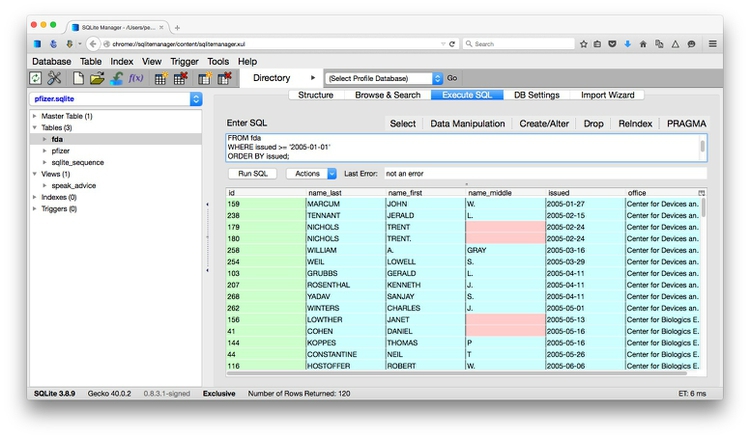 SQLite Manager - /Users/pe...
chrome://sqlitemanager/content/sqlitemanager.xul
Search
Database Table Index View Trigger Tools Help
f(x) Directory (Select Profile Database) Go
pfizer.sqlite
Structure Browse & Search Execute SQL DB Settings Import Wizard
Master Table (1)
Tables (3)
fda
pfizer
sqlite_sequence
Views (1)
speak_advice
Indexes (0)
Triggers (0)
Enter SQL Select Data Manipulation Create/Alter Drop ReIndex PRAGMA
FROM fda
WHERE issued >= '2005-01-01'
ORDER BY issued;
Run SQL Actions Last Error: not an error
id name_last name_first name_middle issued office
159 MARCUM JOHN W. 2005-01-27 Center for Devices an.
238 TENNANT JERALD L. 2005-02-15 Center for Devices an.
179 NICHOLS TRENT 2005-02-24 Center for Devices an.
180 NICHOLS TRENT. 2005-02-24 Center for Devices an.
258 WILLIAM A. GRAY 2005-03-16 Center for Devices an.
254 WEIL LOWELL S. 2005-03-29 Center for Devices an.
103 GRUBBS GERALD L. 2005-04-11 Center for Devices an.
207 ROSENTHAL KENNETH J. 2005-04-11 Center for Devices an.
268 YADAV SANJAY S. 2005-04-11 Center for Devices an.
262 WINTERS CHARLES J. 2005-05-01 Center for Devices an.
156 LOWTHER JANET 2005-05-13 Center for Biologics E.
41 COHEN DANIEL 2005-05-16 Center for Biologics E.
144 KOPPES THOMAS P 2005-05-16 Center for Biologics E.
44 CONSTANTINE NEIL T 2005-05-26 Center for Biologics E.
116 HOSTOFFER ROBERT W. 2005-06-06 Center for Biologics E.
SQLite 3.8.9 Gecko 40.0.2 0.8.3.1-signed Exclusive Number of Rows Returned: 120 ET: 6 ms